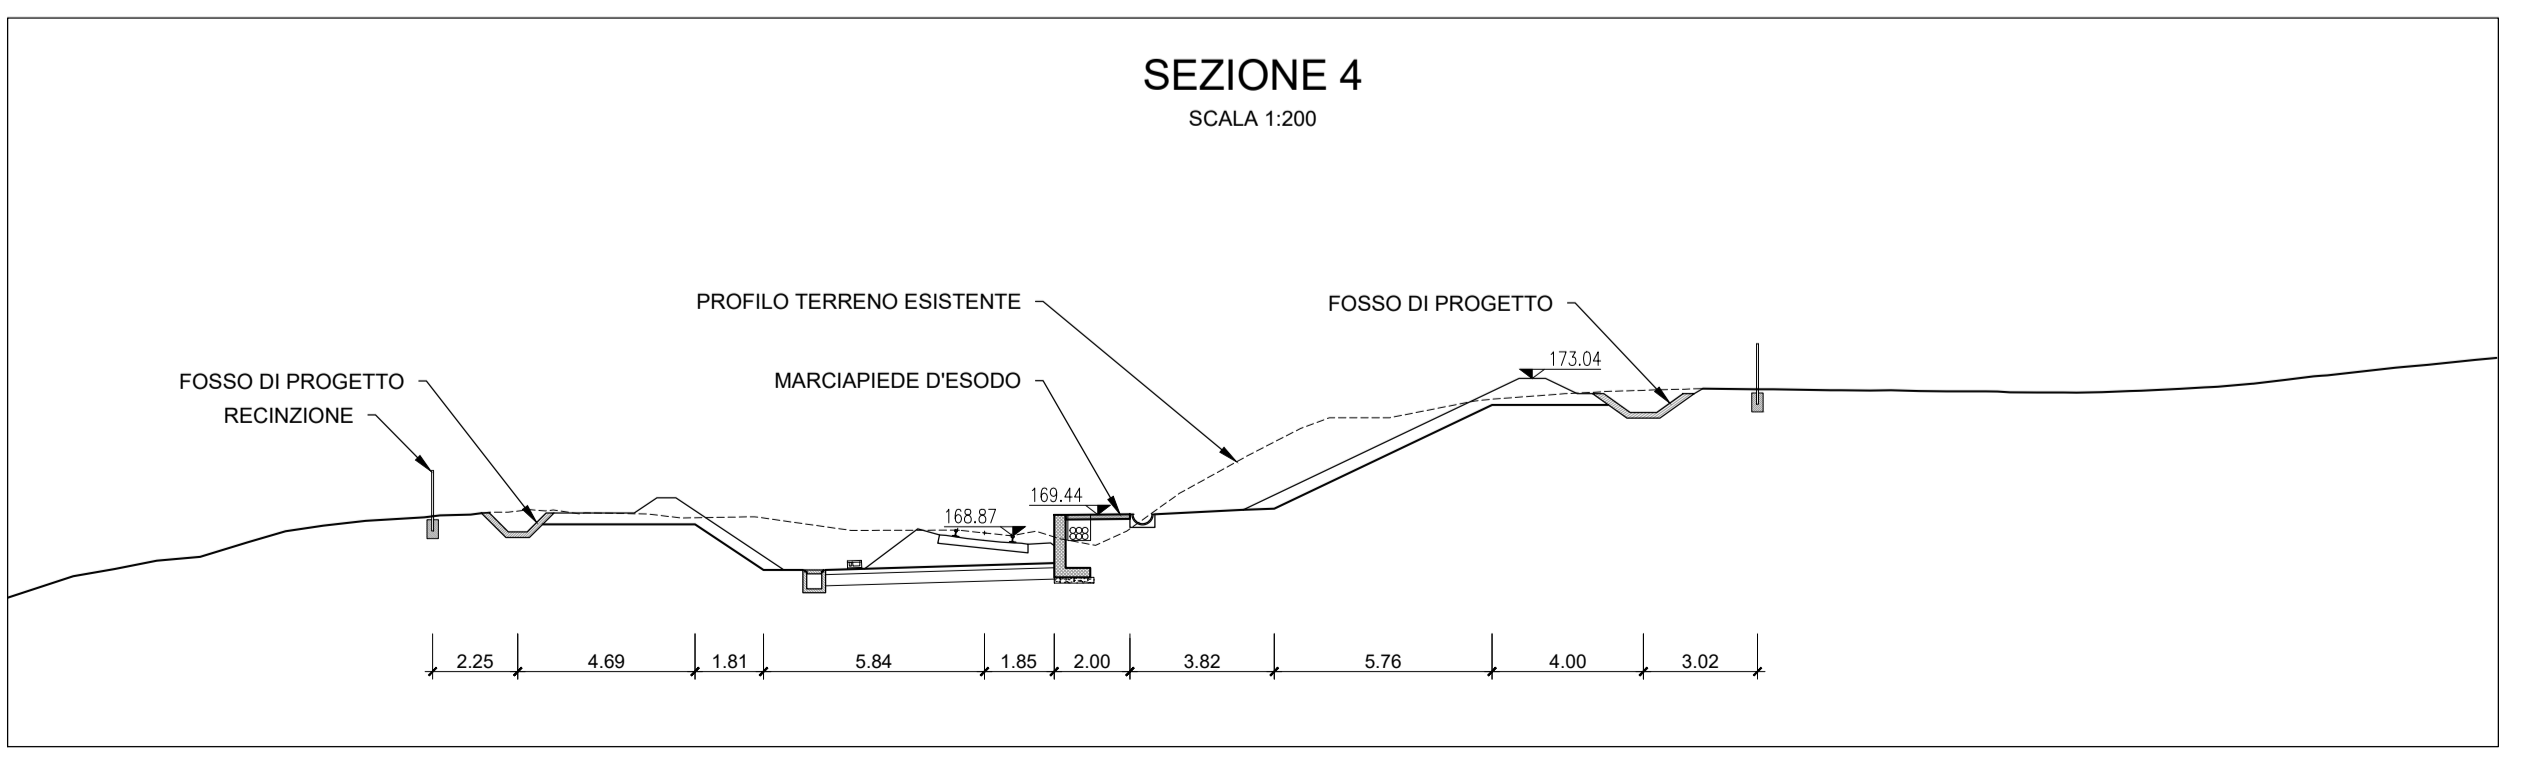 SEZIONE 4
SCALA 1:200
PROFILO TERRENO ESISTENTE
FOSSO DI PROGETTO
173.04
FOSSO DI PROGETTO
MARCIAPIEDE D'ESODO
RECINZIONE
169.44
168.87
2.25 4.69 1.81 5.84 1.85 2.00 3.82 5.76 4.00 3.02